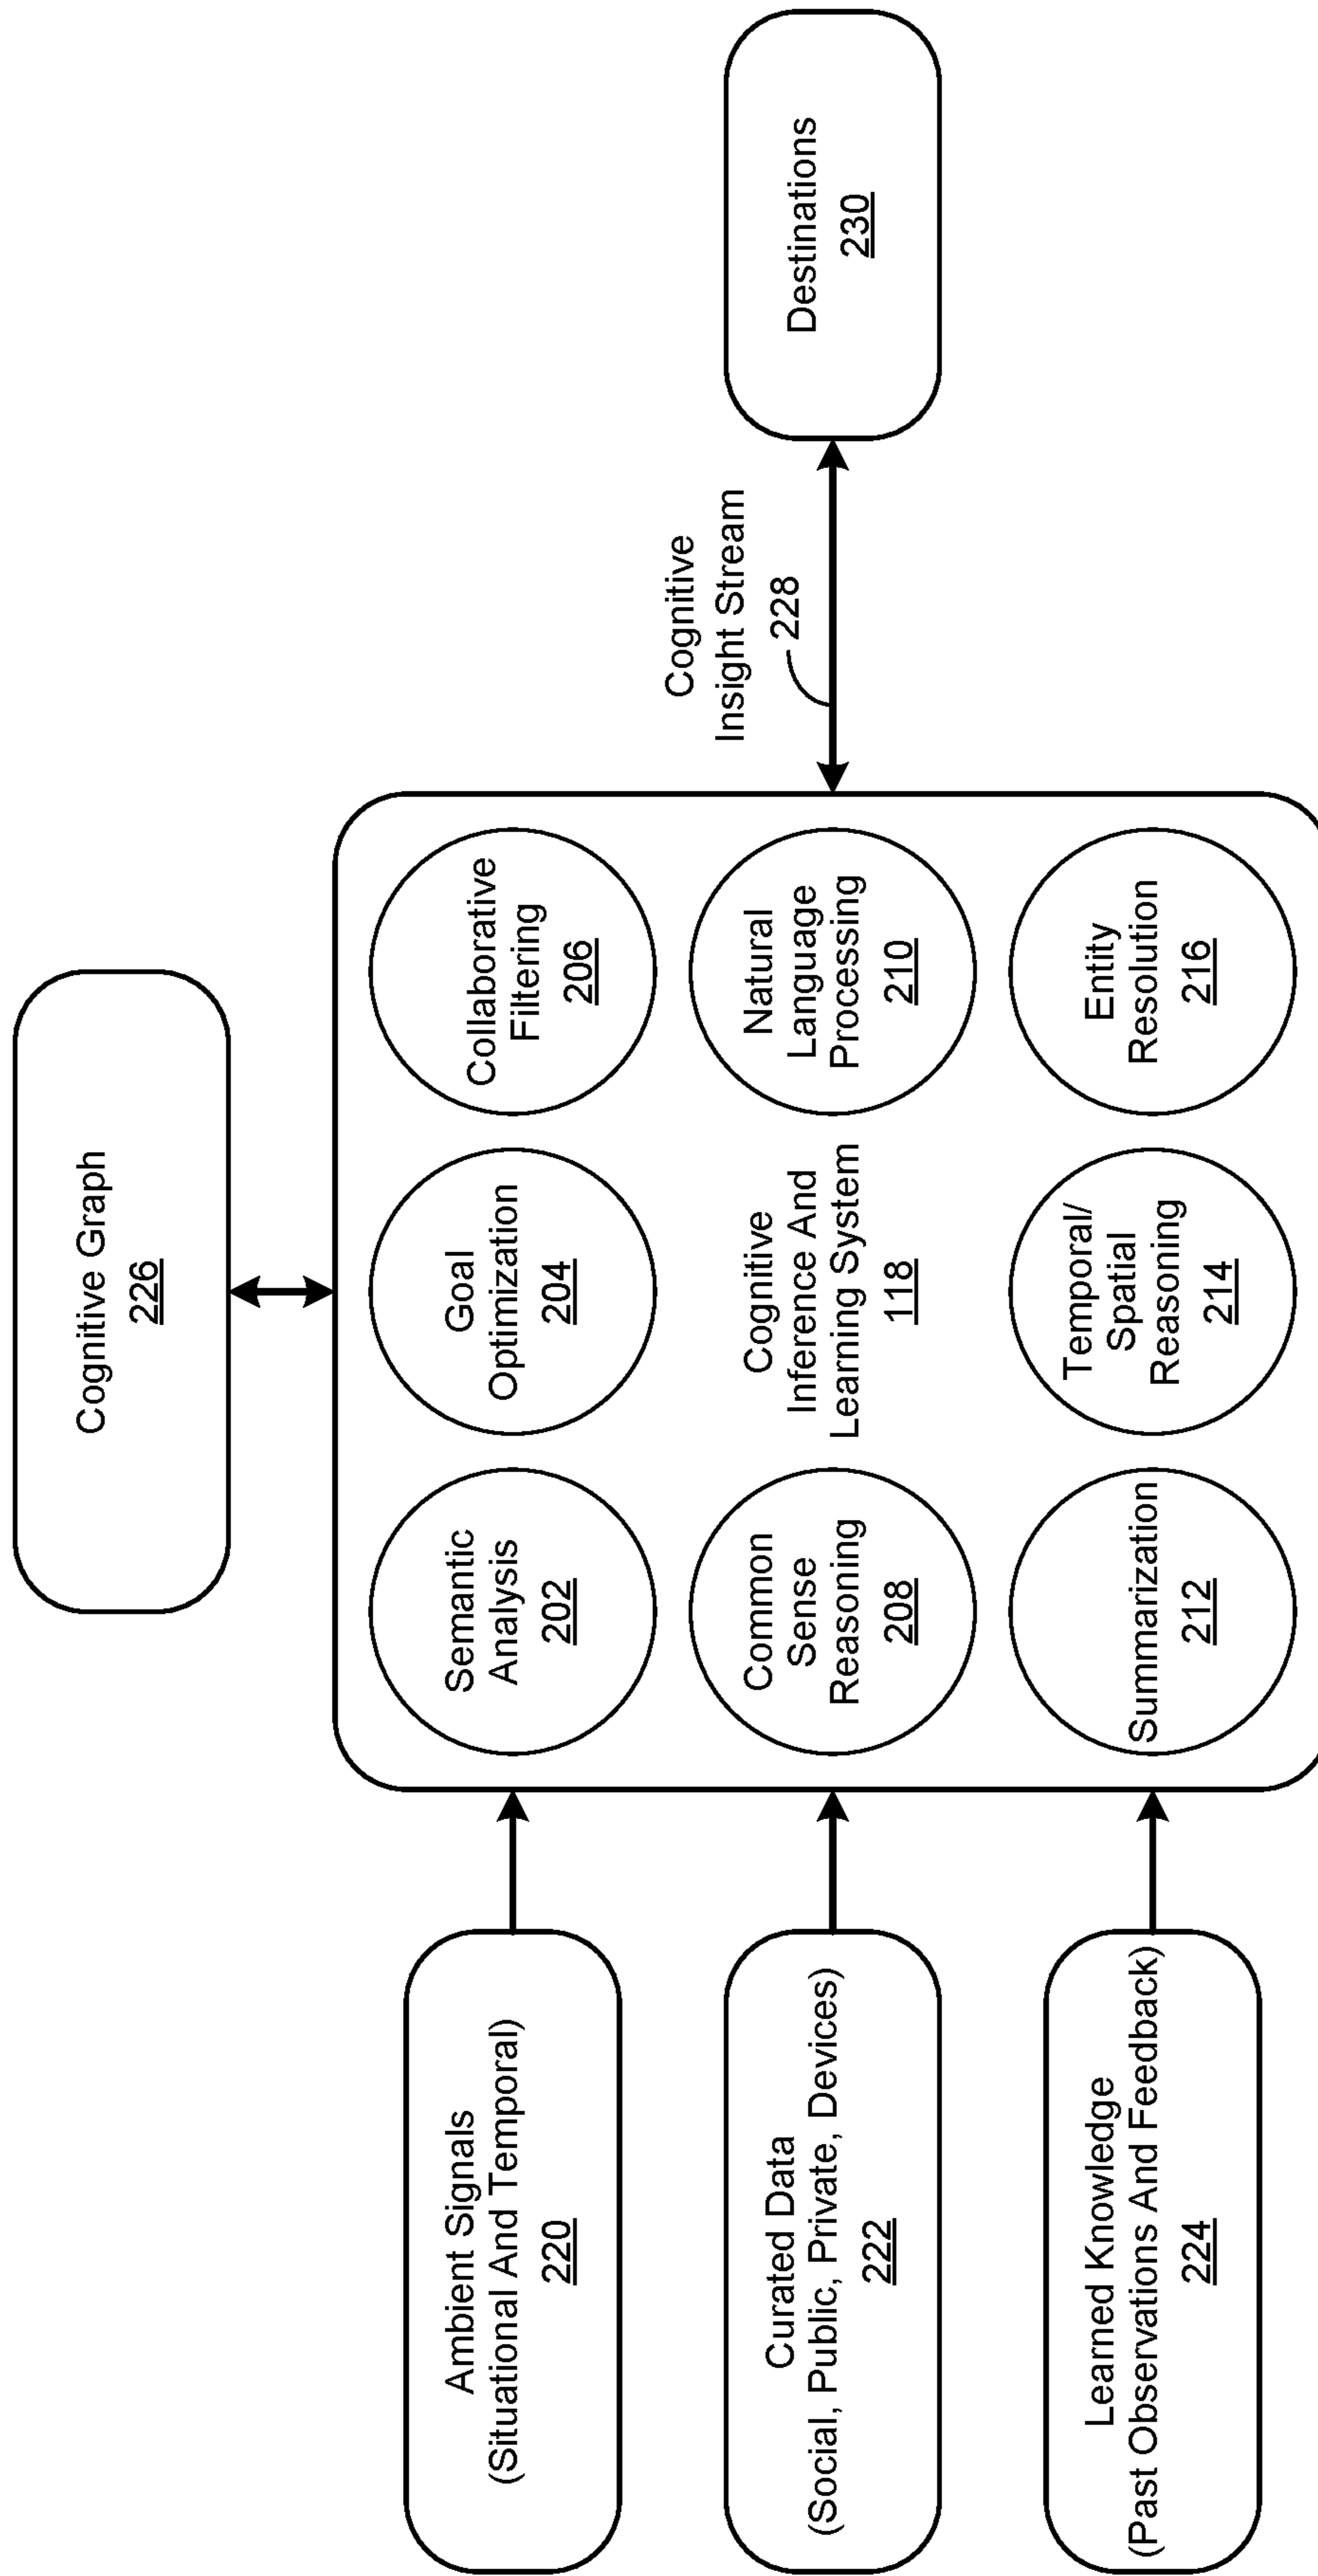 Cognitive Graph
226
Ambient Signals
(Situational And Temporal)
220
Curated Data
(Social, Public, Private, Devices)
222
Learned Knowledge
(Past Observations And Feedback)
224
Semantic
Analysis
202
Goal
Optimization
204
Collaborative
Filtering
206
Common
Sense
Reasoning
208
Cognitive
Inference And
Learning System
118
Natural
Language
Processing
210
Summarization
212
Temporal/
Spatial
Reasoning
214
Entity
Resolution
216
Cognitive
Insight Stream
228
Destinations
230